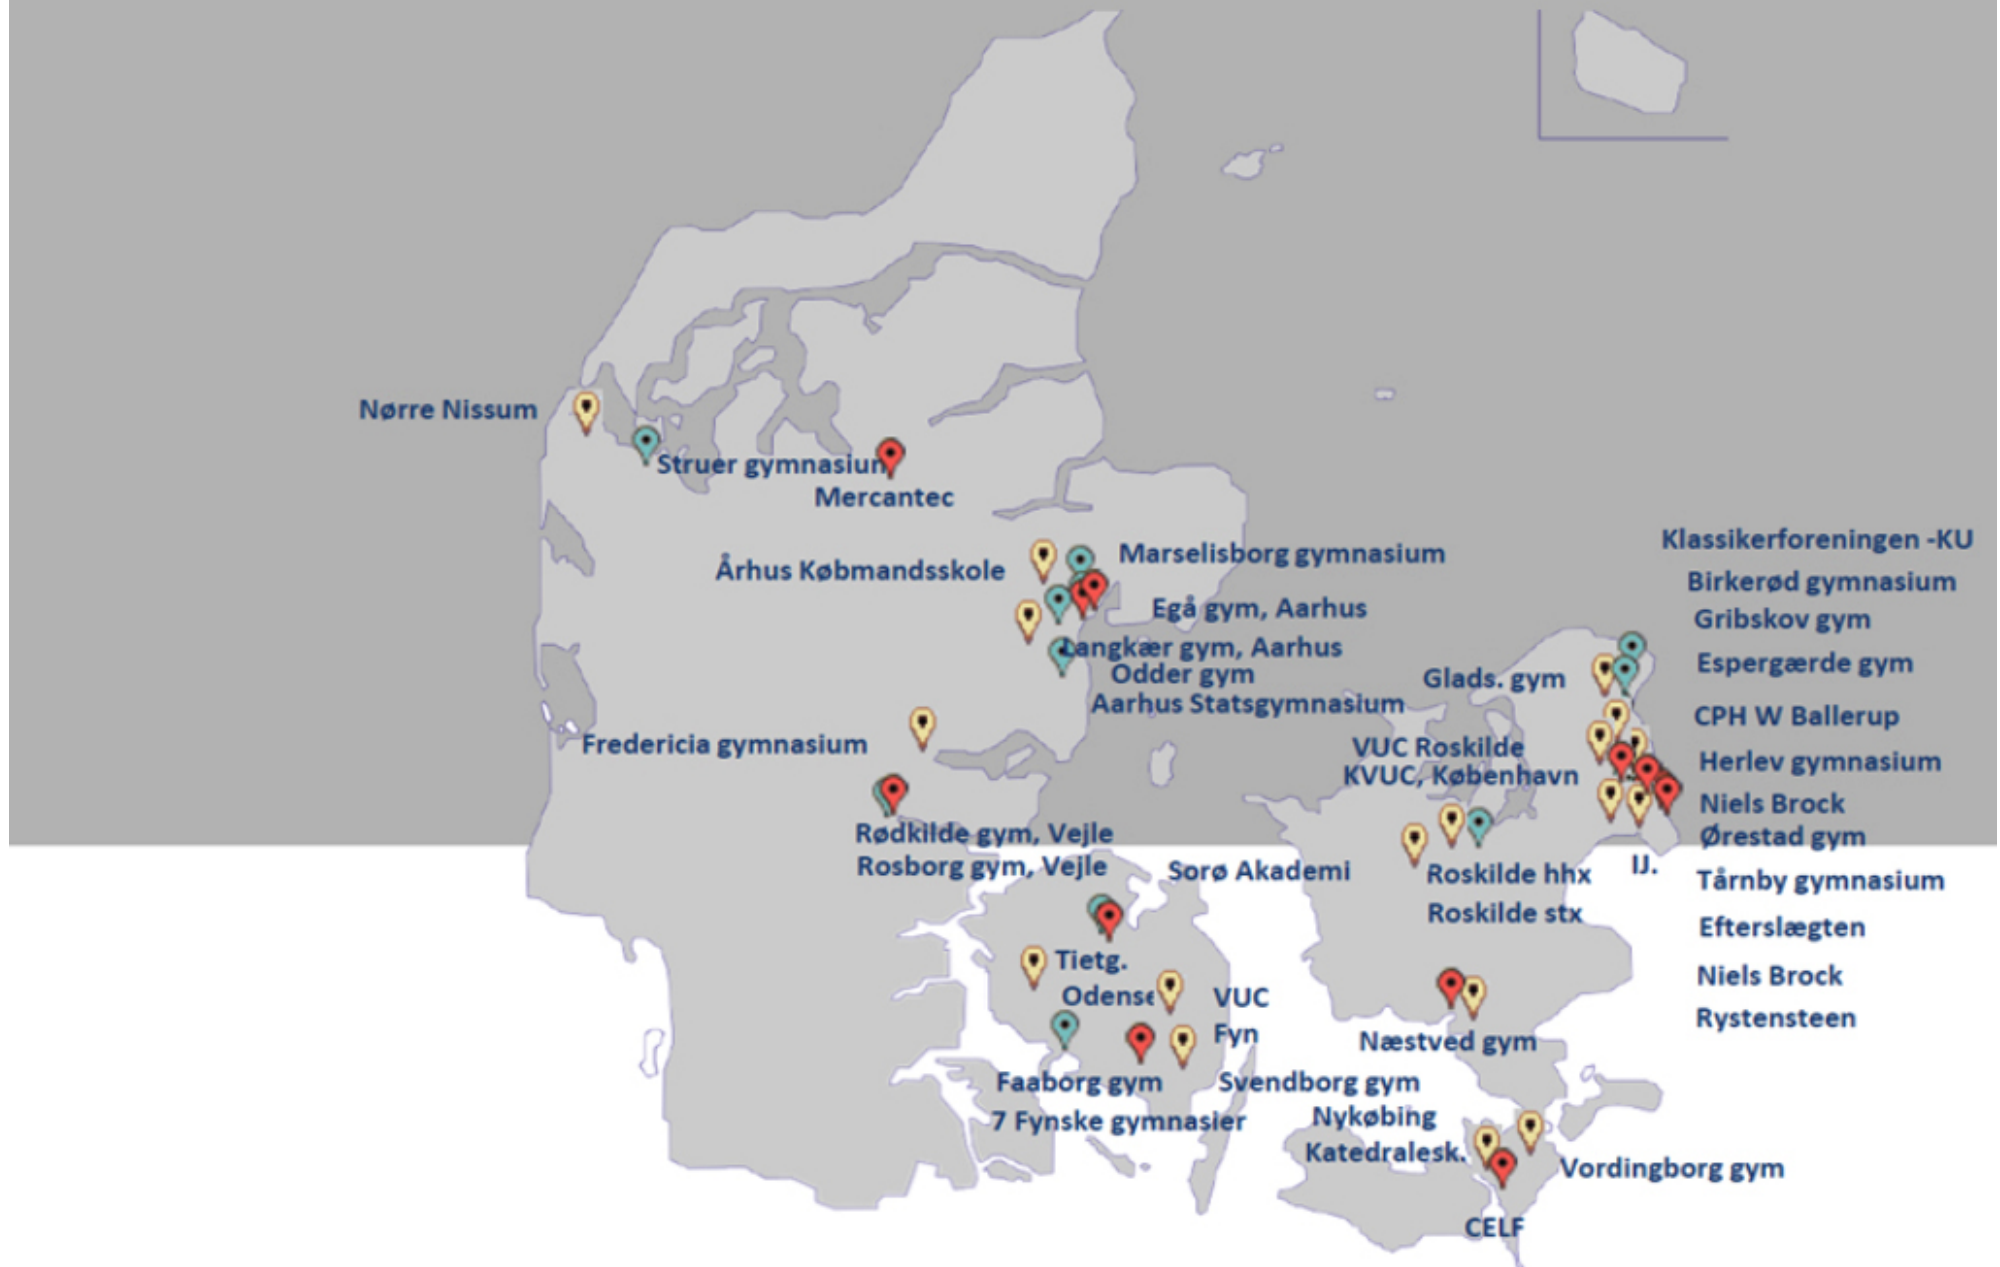 Nørre Nissum
Struer gymnasium
Mercantec
Klassikerforeningen -KU
Marselisborg gymnasium
Århus Købmandsskole
Birkerød gymnasium
Egå gym, Aarhus
Gribskov gym
Langkær gym, Aarhus
Espergærde gym
Odder gym
Glads. gym
Aarhus Statsgymnasium
CPH W Ballerup
Fredericia gymnasium
VUC Roskilde
Herlev gymnasium
KVUC, København
Niels Brock
Rødkilde gym, Vejle
Ørestad gym
Rosborg gym, Vejle
Sorø Akademi
Roskilde hhx
IJ.
Tårnby gymnasium
Roskilde stx
Efterslægten
Tietg.
Niels Brock
Odense
VUC
Fyn
Rystensteen
Næstved gym
Faaborg gym
Svendborg gym
7 Fynske gymnasier
Nykøbing
Katedralesk.
Vordingborg gym
CELF